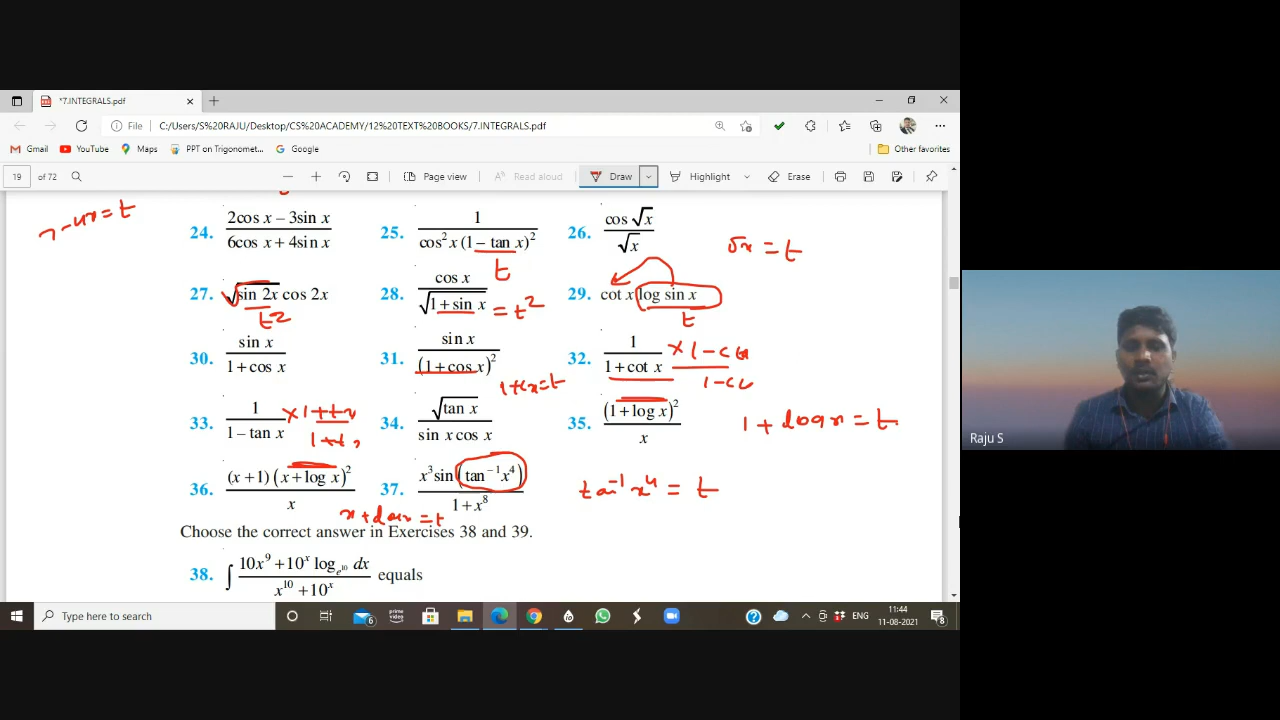 *7.INTEGRALS.pdf
File C:/Users/S%20RAJU/Desktop/CS%20ACADEMY/12%20TEXT%20BOOKS/7.INTEGRALS.pdf
Gmail YouTube Maps PPT on Trigonomet... Google Other favorites
19 of 72 Page view Read aloud Draw Highlight Erase
24. 2cos x – 3sin x / 6cos x + 4sin x 25. 1 / cos² x (1 – tan x)² 26. cos √x / √x
t
√x = t
27. √sin 2x cos 2x 28. cos x / √1 + sin x 29. cot x log sin x
t2 = t2 t
30. sin x / 1 + cos x 31. sin x / (1 + cos x)² 32. 1 / 1 + cot x
33. 1 / 1 – tan x 34. √tan x / sin x cos x 35. (1 + log x)² / x
1 + log x = t
36. (x + 1) (x + log x)² / x 37. x³ sin (tan⁻¹ x⁴) / 1 + x⁸
tan⁻¹ x⁴ = t
Choose the correct answer in Exercises 38 and 39.
38. ∫ 10x⁹ + 10ˣ logₑ10 dx / x¹⁰ + 10ˣ equals
Raju S
Type here to search
6
prime video
ENG
11:44
11-08-2021
8